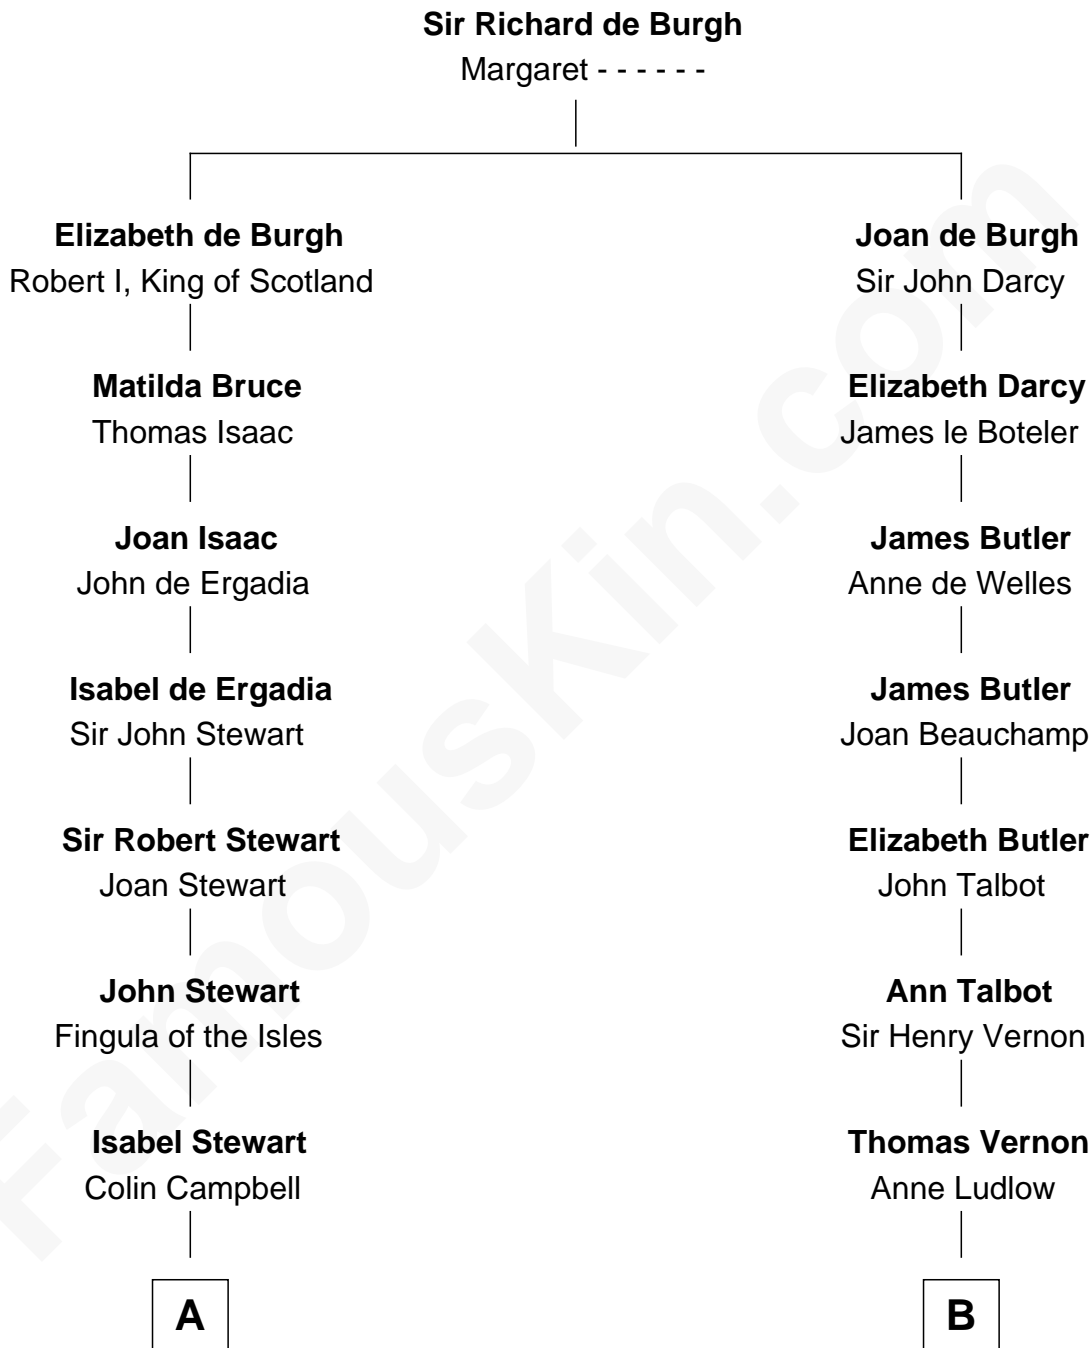 Sir Richard de Burgh
Margaret - - - - - -
Elizabeth de Burgh
Robert I, King of Scotland
Joan de Burgh
Sir John Darcy
Matilda Bruce
Thomas Isaac
Elizabeth Darcy
James le Boteler
Joan Isaac
John de Ergadia
James Butler
Anne de Welles
Isabel de Ergadia
Sir John Stewart
James Butler
Joan Beauchamp
Sir Robert Stewart
Joan Stewart
Elizabeth Butler
John Talbot
John Stewart
Fingula of the Isles
Ann Talbot
Sir Henry Vernon
Isabel Stewart
Colin Campbell
Thomas Vernon
Anne Ludlow
A
B
FamousKin.com